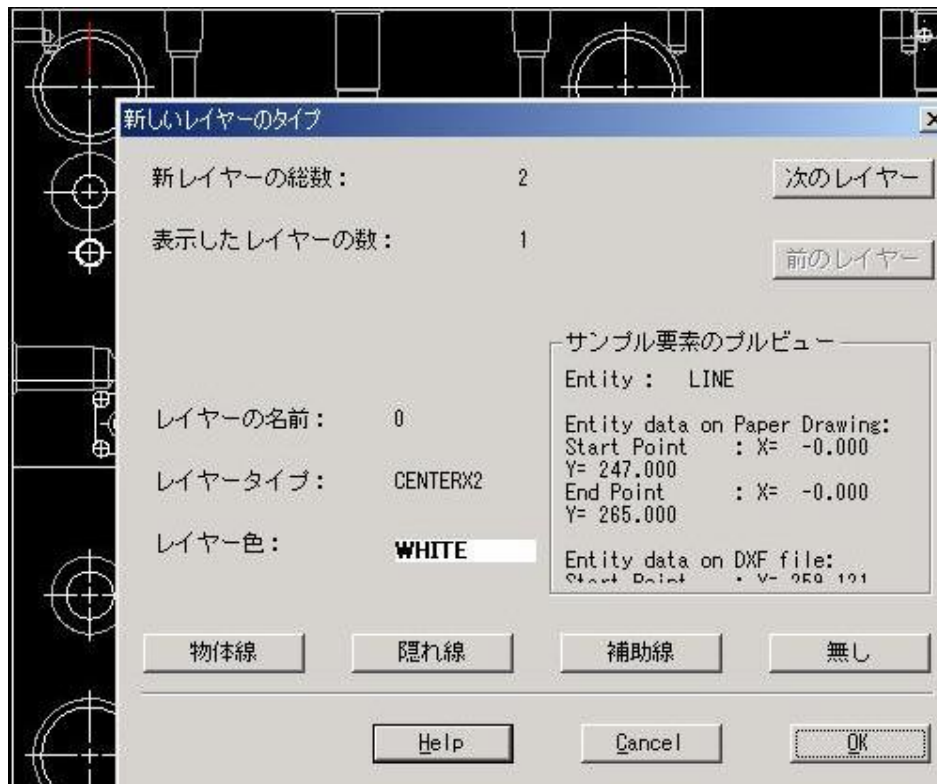 新しいレイヤーのタイプ
新レイヤーの総数： 2
次のレイヤー
表示したレイヤーの数： 1
前のレイヤー
サンプル要素のプルビュー
Entity : LINE
Entity data on Paper Drawing:
Start Point : X= -0.000
Y= 247.000
End Point : X= -0.000
Y= 265.000
Entity data on DXF file:
Start Point : X= 259.121
レイヤーの名前： 0
レイヤータイプ： CENTERX2
レイヤー色： WHITE
物体線 隠れ線 補助線 無し
Help Cancel OK